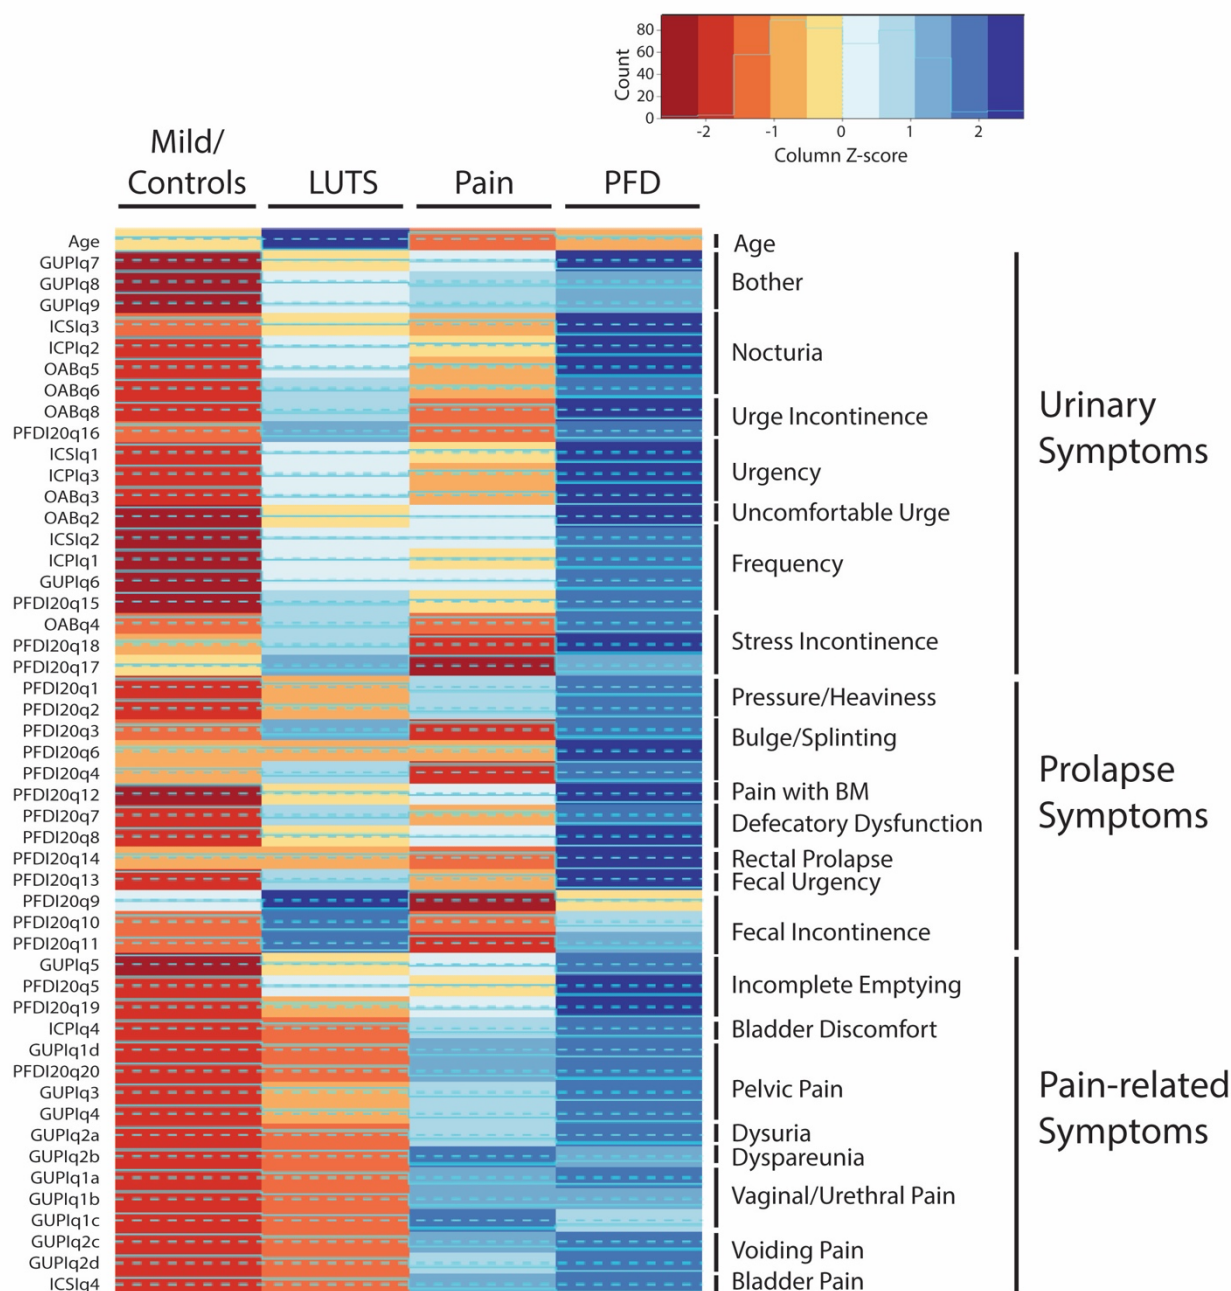 80
60
40
20
0
Count
-2 -1 0 1 2
Column Z-score
Mild/
Controls LUTS Pain PFD
Age
GUPIq7
GUPIq8
GUPIq9
ICSIq3
ICPIq2
OABq5
OABq6
OABq8
PFDI20q16
ICSIq1
ICPIq3
OABq3
OABq2
ICSIq2
ICPIq1
GUPIq6
PFDI20q15
OABq4
PFDI20q18
PFDI20q17
PFDI20q1
PFDI20q2
PFDI20q3
PFDI20q6
PFDI20q4
PFDI20q12
PFDI20q7
PFDI20q8
PFDI20q14
PFDI20q13
PFDI20q9
PFDI20q10
PFDI20q11
GUPIq5
PFDI20q5
PFDI20q19
ICPIq4
GUPIq1d
PFDI20q20
GUPIq3
GUPIq4
GUPIq2a
GUPIq2b
GUPIq1a
GUPIq1b
GUPIq1c
GUPIq2c
GUPIq2d
ICSIq4
Age
Bother
Nocturia
Urge Incontinence
Urgency
Uncomfortable Urge
Frequency
Stress Incontinence
Pressure/Heaviness
Bulge/Splinting
Pain with BM
Defecatory Dysfunction
Rectal Prolapse
Fecal Urgency
Fecal Incontinence
Incomplete Emptying
Bladder Discomfort
Pelvic Pain
Dysuria
Dyspareunia
Vaginal/Urethral Pain
Voiding Pain
Bladder Pain
Urinary
Symptoms
Prolapse
Symptoms
Pain-related
Symptoms